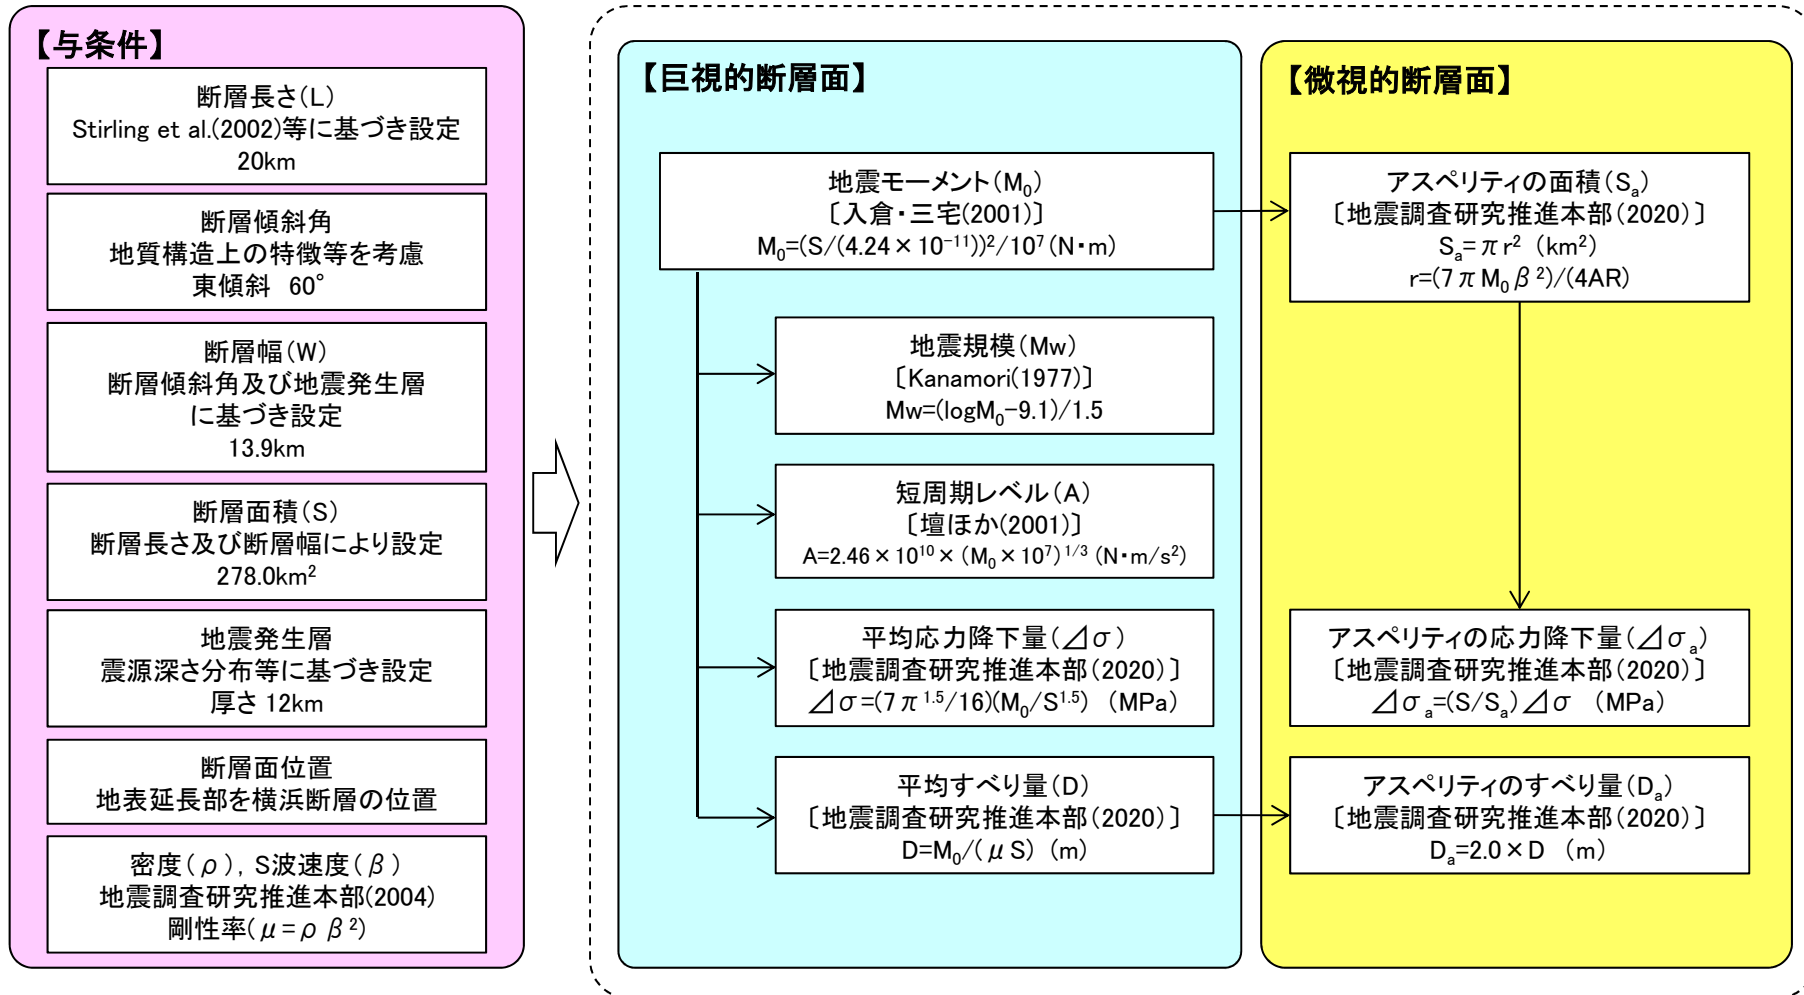 【与条件】
断層長さ(L)
Stirling et al.(2002)等に基づき設定
20km
断層傾斜角
地質構造上の特徴等を考慮
東傾斜 60°
断層幅(W)
断層傾斜角及び地震発生層
に基づき設定
13.9km
断層面積(S)
断層長さ及び断層幅により設定
278.0km²
地震発生層
震源深さ分布等に基づき設定
厚さ 12km
断層面位置
地表延長部を横浜断層の位置
密度(ρ), S波速度(β)
地震調査研究推進本部(2004)
剛性率(μ=ρβ²)
【巨視的断層面】
地震モーメント(M₀)
〔入倉・三宅(2001)〕
M₀=(S/(4.24×10⁻¹¹))²/10⁷(N・m)
地震規模(Mw)
〔Kanamori(1977)〕
Mw=(logM₀-9.1)/1.5
短周期レベル(A)
〔壇ほか(2001)〕
A=2.46×10¹⁰×(M₀×10⁷)¹ᐟ³(N・m/s²)
平均応力降下量(⊿σ)
〔地震調査研究推進本部(2020)〕
⊿σ=(7π¹·⁵/16)(M₀/S¹·⁵) (MPa)
平均すべり量(D)
〔地震調査研究推進本部(2020)〕
D=M₀/(μS) (m)
【微視的断層面】
アスペリティの面積(Sₐ)
〔地震調査研究推進本部(2020)〕
Sₐ=πr² (km²)
r=(7πM₀β²)/(4AR)
アスペリティの応力降下量(⊿σₐ)
〔地震調査研究推進本部(2020)〕
⊿σₐ=(S/Sₐ)⊿σ (MPa)
アスペリティのすべり量(Dₐ)
〔地震調査研究推進本部(2020)〕
Dₐ=2.0×D (m)